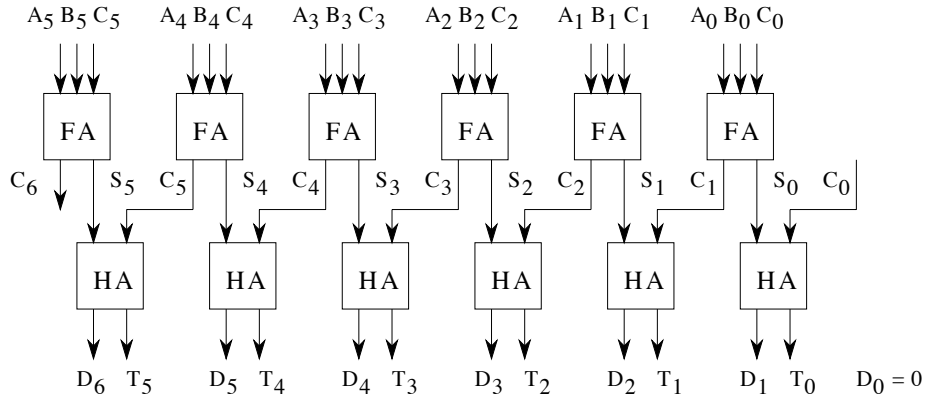 A5 B5 C5 A4 B4 C4 A3 B3 C3 A2 B2 C2 A1 B1 C1 A0 B0 C0
FA FA FA FA FA FA
C6 S5 C5 S4 C4 S3 C3 S2 C2 S1 C1 S0 C0
HA HA HA HA HA HA
D6 T5 D5 T4 D4 T3 D3 T2 D2 T1 D1 T0 D0 = 0